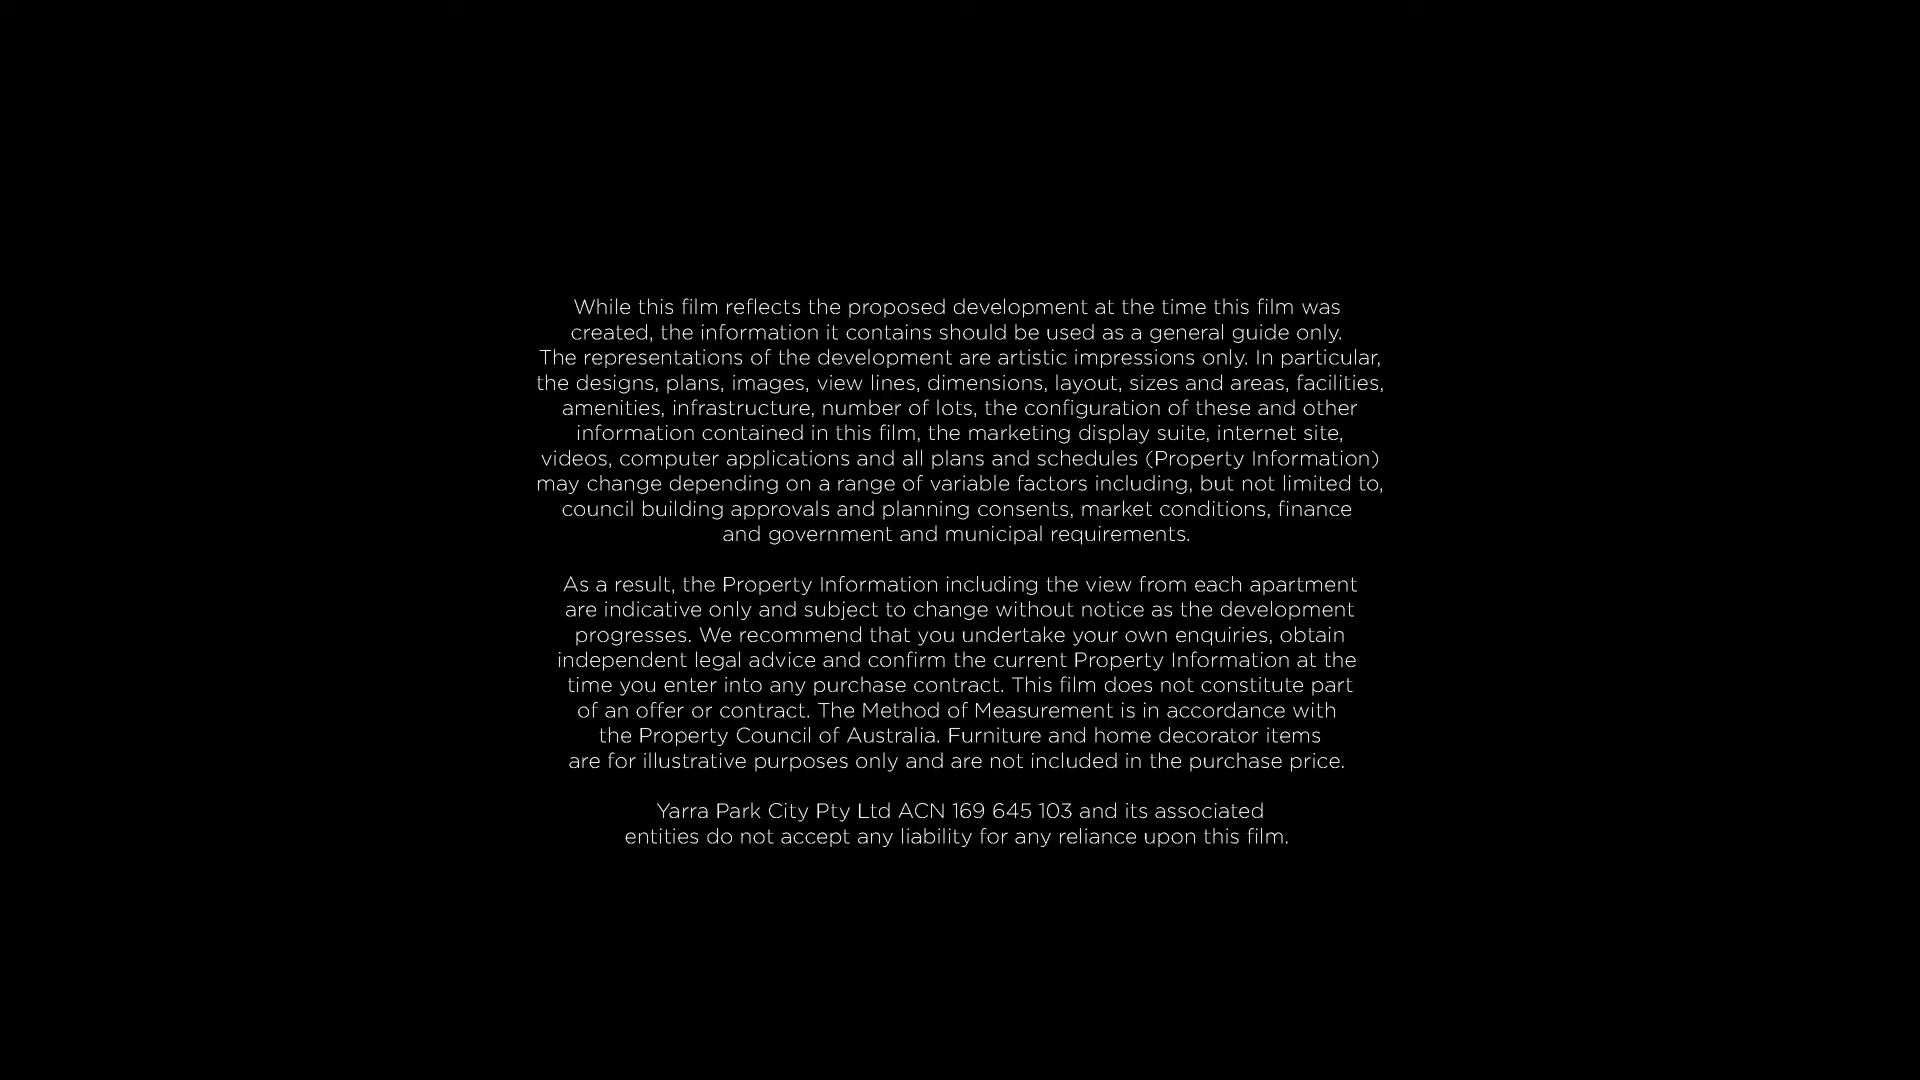 While this film reflects the proposed development at the time this film was
created, the information it contains should be used as a general guide only.
The representations of the development are artistic impressions only. In particular,
the designs, plans, images, view lines, dimensions, layout, sizes and areas, facilities,
amenities, infrastructure, number of lots, the configuration of these and other
information contained in this film, the marketing display suite, internet site,
videos, computer applications and all plans and schedules (Property Information)
may change depending on a range of variable factors including, but not limited to,
council building approvals and planning consents, market conditions, finance
and government and municipal requirements.
As a result, the Property Information including the view from each apartment
are indicative only and subject to change without notice as the development
progresses. We recommend that you undertake your own enquiries, obtain
independent legal advice and confirm the current Property Information at the
time you enter into any purchase contract. This film does not constitute part
of an offer or contract. The Method of Measurement is in accordance with
the Property Council of Australia. Furniture and home decorator items
are for illustrative purposes only and are not included in the purchase price.
Yarra Park City Pty Ltd ACN 169 645 103 and its associated
entities do not accept any liability for any reliance upon this film.